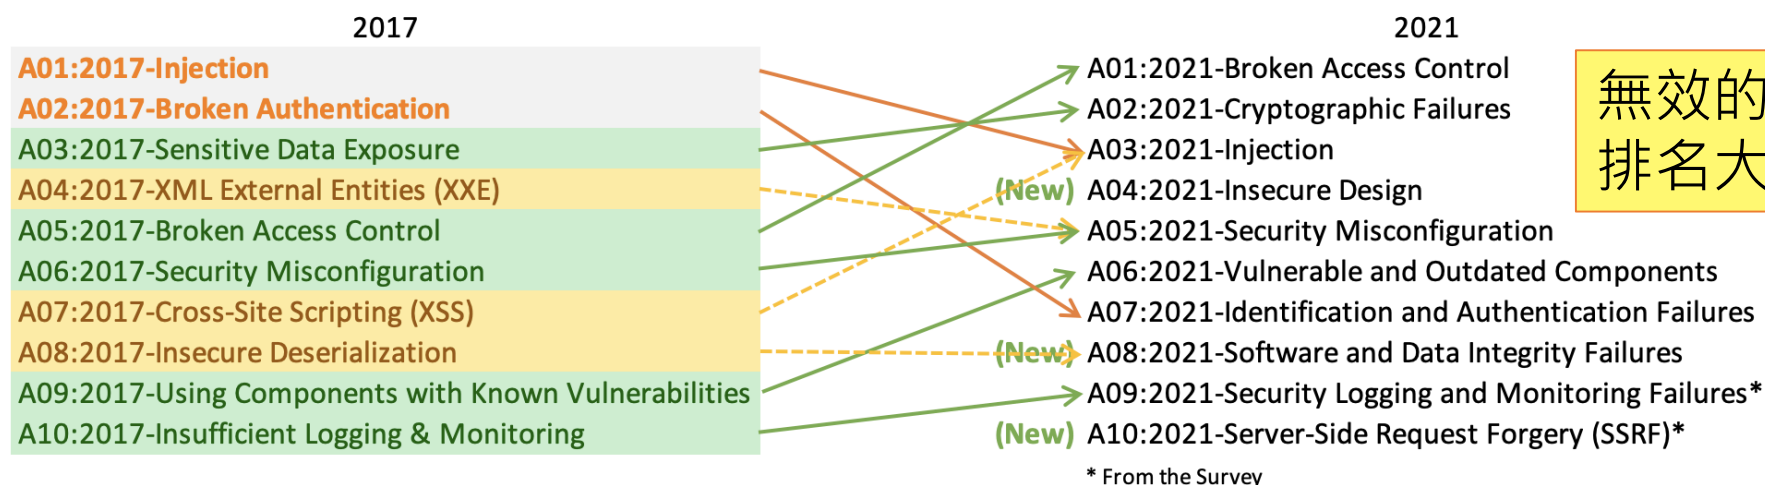 2017
A01:2017-Injection
A02:2017-Broken Authentication
A03:2017-Sensitive Data Exposure
A04:2017-XML External Entities (XXE)
A05:2017-Broken Access Control
A06:2017-Security Misconfiguration
A07:2017-Cross-Site Scripting (XSS)
A08:2017-Insecure Deserialization
A09:2017-Using Components with Known Vulnerabilities
A10:2017-Insufficient Logging & Monitoring
2021
A01:2021-Broken Access Control
A02:2021-Cryptographic Failures
A03:2021-Injection
(New) A04:2021-Insecure Design
A05:2021-Security Misconfiguration
A06:2021-Vulnerable and Outdated Components
A07:2021-Identification and Authentication Failures
(New) A08:2021-Software and Data Integrity Failures
A09:2021-Security Logging and Monitoring Failures*
(New) A10:2021-Server-Side Request Forgery (SSRF)*
* From the Survey
無效的
排名大